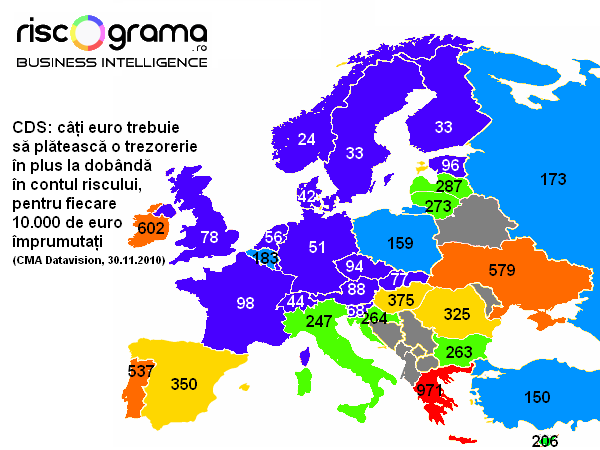 riscograma
.ro
BUSINESS INTELLIGENCE
CDS: câți euro trebuie
să plătească o trezorerie
în plus la dobândă
în contul riscului,
pentru fiecare
10.000 de euro
împrumutați
(CMA Datavision, 30.11.2010)
24
33
33
96
173
287
273
42
602
78
56
183
51
159
94
77
579
98
44
88
68
375
325
247
264
263
537
350
971
150
206